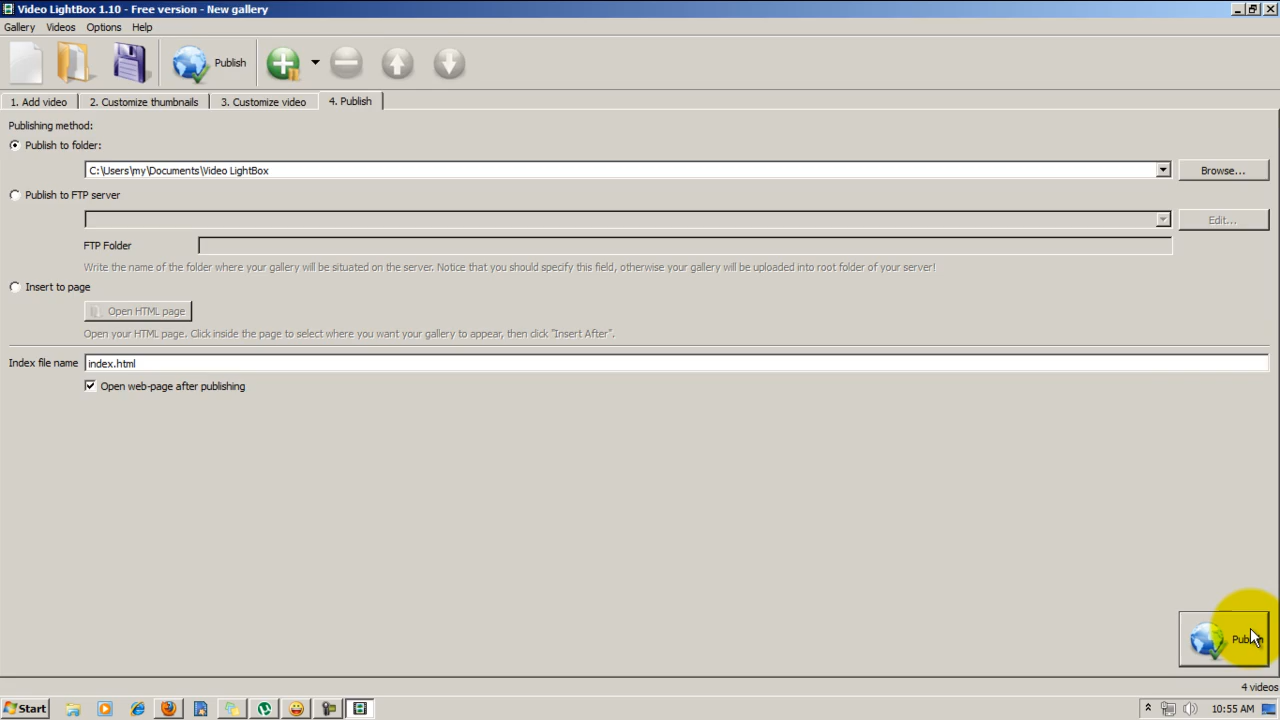 Video LightBox 1.10 - Free version - New gallery
Gallery Videos Options Help
Publish
1. Add video 2. Customize thumbnails 3. Customize video 4. Publish
Publishing method:
Publish to folder:
C:\Users\my\Documents\Video LightBox Browse...
Publish to FTP server
Edit...
FTP Folder
Write the name of the folder where your gallery will be situated on the server. Notice that you should specify this field, otherwise your gallery will be uploaded into root folder of your server!
Insert to page
Open HTML page
Open your HTML page. Click inside the page to select where you want your gallery to appear, then click "Insert After".
Index file name index.html
Open web-page after publishing
Publish
4 videos
Start 10:55 AM